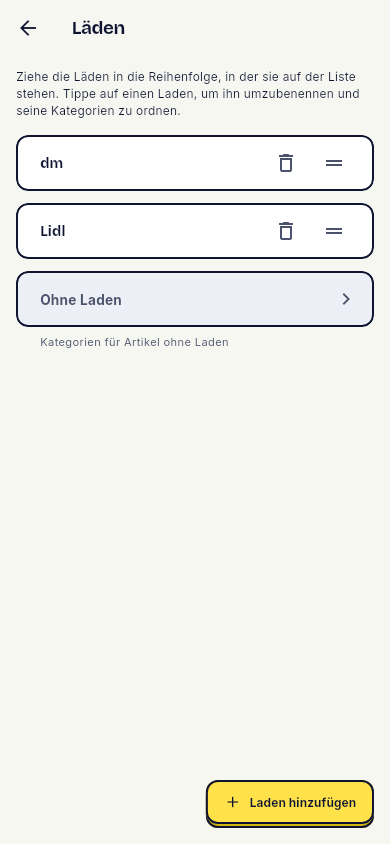 Läden
Ziehe die Läden in die Reihenfolge, in der sie auf der Liste
stehen. Tippe auf einen Laden, um ihn umzubenennen und
seine Kategorien zu ordnen.
dm
Lidl
Ohne Laden
Kategorien für Artikel ohne Laden
Laden hinzufügen